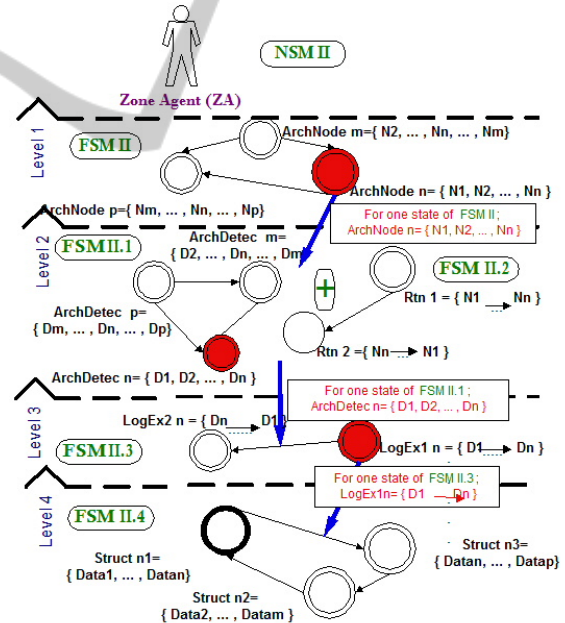 NSM II
Zone Agent (ZA)
Level 1
FSM II
ArchNode m={ N2, ... , Nn, ... , Nm}
ArchNode n={ N1, N2, ... , Nn }
ArchNode p={ Nm, ... , Nn, ... , Np}
For one state of FSM II;
ArchNode n= { N1, N2, ... , Nn }
Level 2
FSM II.1
ArchDetec m=
{ D2, ... , Dn, ... , Dm}
FSM II.2
ArchDetec p=
{ Dm, ... , Dn, ... , Dp}
+
Rtn 1 = { N1 → Nn }
Rtn 2 ={ Nn → N1 }
ArchDetec n= { D1, D2, ... , Dn }
For one state of FSM II.1 ;
ArchDetec n= { D1, D2, ... , Dn }
Level 3
LogEx2 n = { Dn → D1}
LogEx1 n = { D1 → Dn }
FSM II.3
For one state of FSM II.3 ;
LogEx1n= { D1 → Dn }
Level 4
FSM II.4
Struct n1=
{ Data1, ... , Datan}
Struct n3=
{ Datan, ... , Datap}
Struct n2=
{ Data2, ... , Datam }